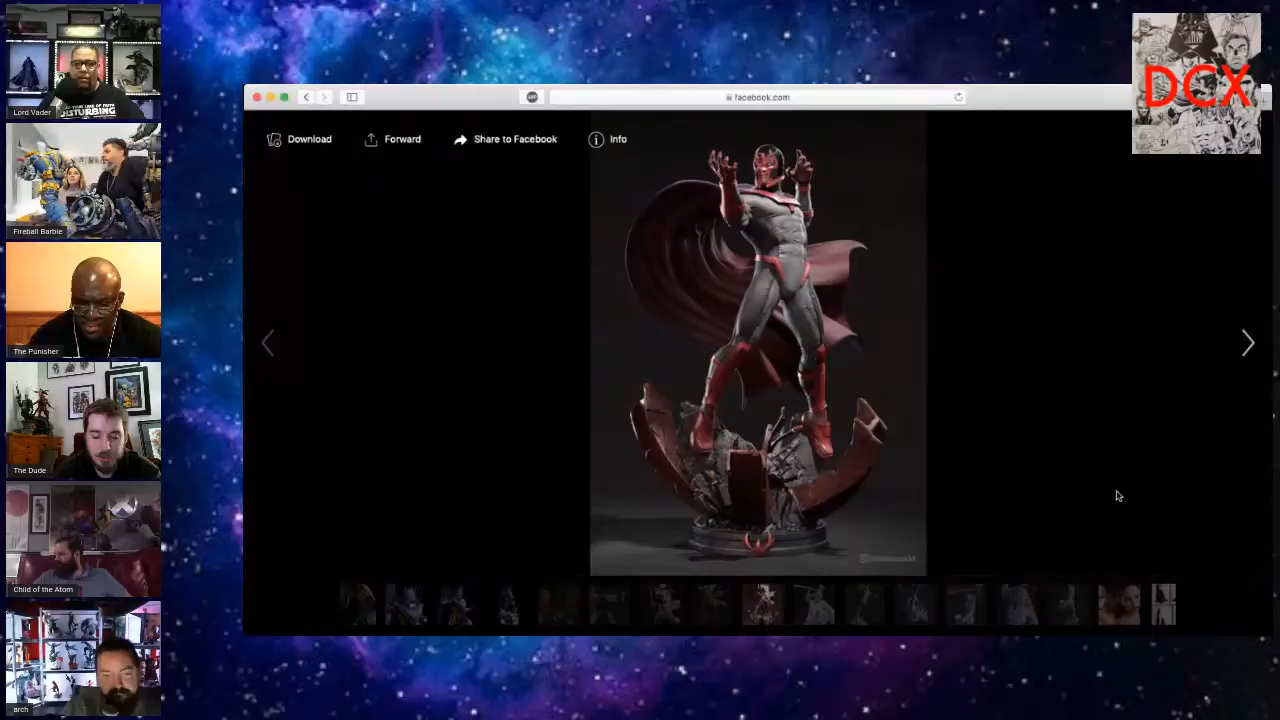 Lord Vader
DISTURBING
Fireball Barbie
The Punisher
The Dude
Child of the Atom
arch
facebook.com
Download
Forward
Share to Facebook
Info
DCX